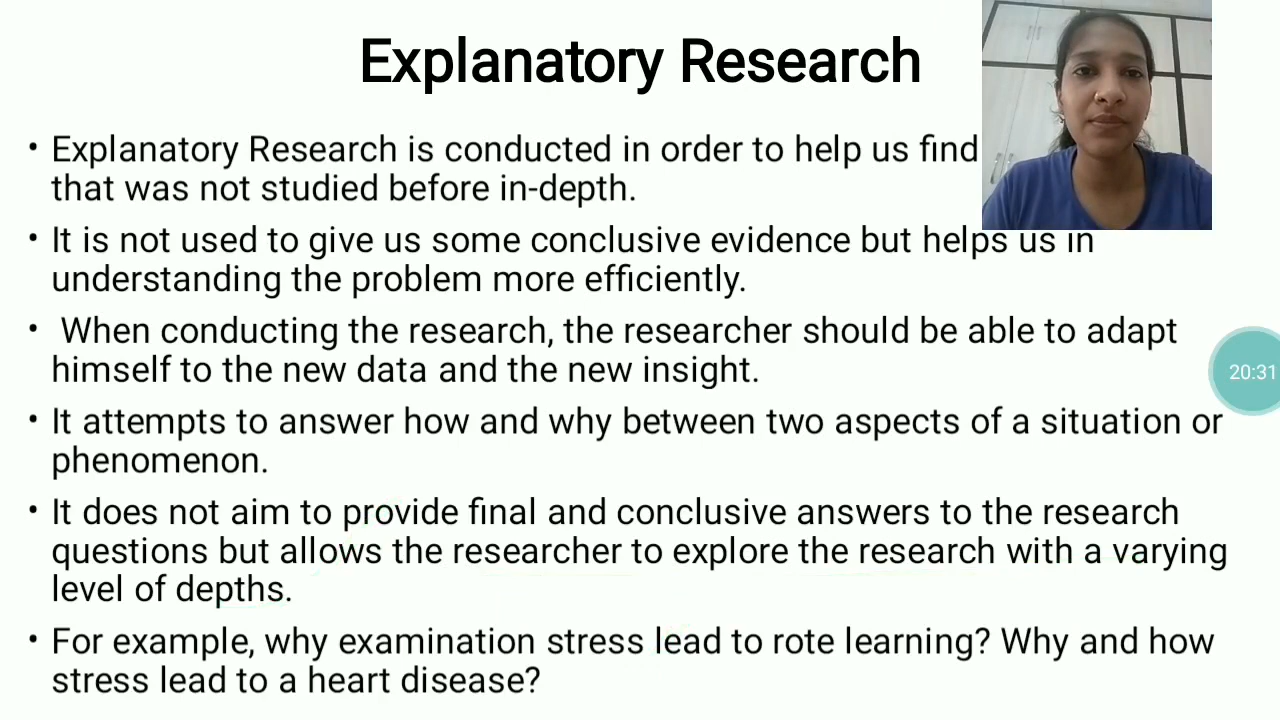 Explanatory Research
• Explanatory Research is conducted in order to help us find
that was not studied before in-depth.
• It is not used to give us some conclusive evidence but helps us in
understanding the problem more efficiently.
• When conducting the research, the researcher should be able to adapt
himself to the new data and the new insight.
20:31
• It attempts to answer how and why between two aspects of a situation or
phenomenon.
• It does not aim to provide final and conclusive answers to the research
questions but allows the researcher to explore the research with a varying
level of depths.
• For example, why examination stress lead to rote learning? Why and how
stress lead to a heart disease?